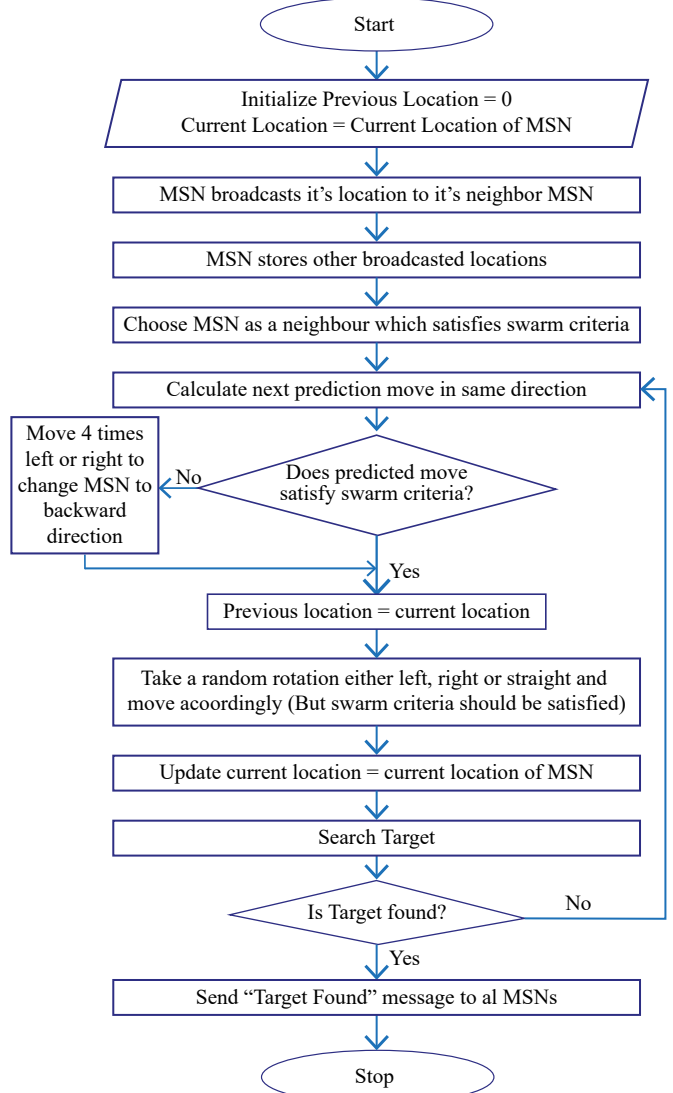 Start
Initialize Previous Location = 0
Current Location = Current Location of MSN
MSN broadcasts it’s location to it’s neighbor MSN
MSN stores other broadcasted locations
Choose MSN as a neighbour which satisfies swarm criteria
Calculate next prediction move in same direction
Move 4 times
left or right to
change MSN to
backward
direction
No
Does predicted move
satisfy swarm criteria?
Yes
Previous location = current location
Take a random rotation either left, right or straight and
move acoordingly (But swarm criteria should be satisfied)
Update current location = current location of MSN
Search Target
Is Target found?
No
Yes
Send “Target Found” message to al MSNs
Stop